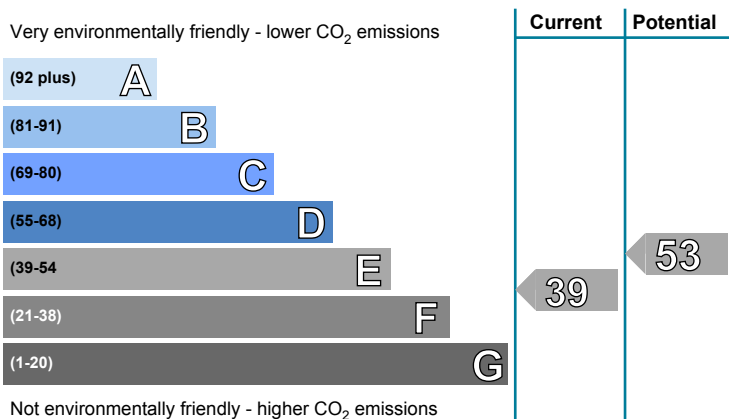 Current Potential
Very environmentally friendly - lower CO₂ emissions
(92 plus) A
(81-91) B
(69-80) C
(55-68) D
(39-54 E
53
39
(21-38) F
(1-20) G
Not environmentally friendly - higher CO₂ emissions